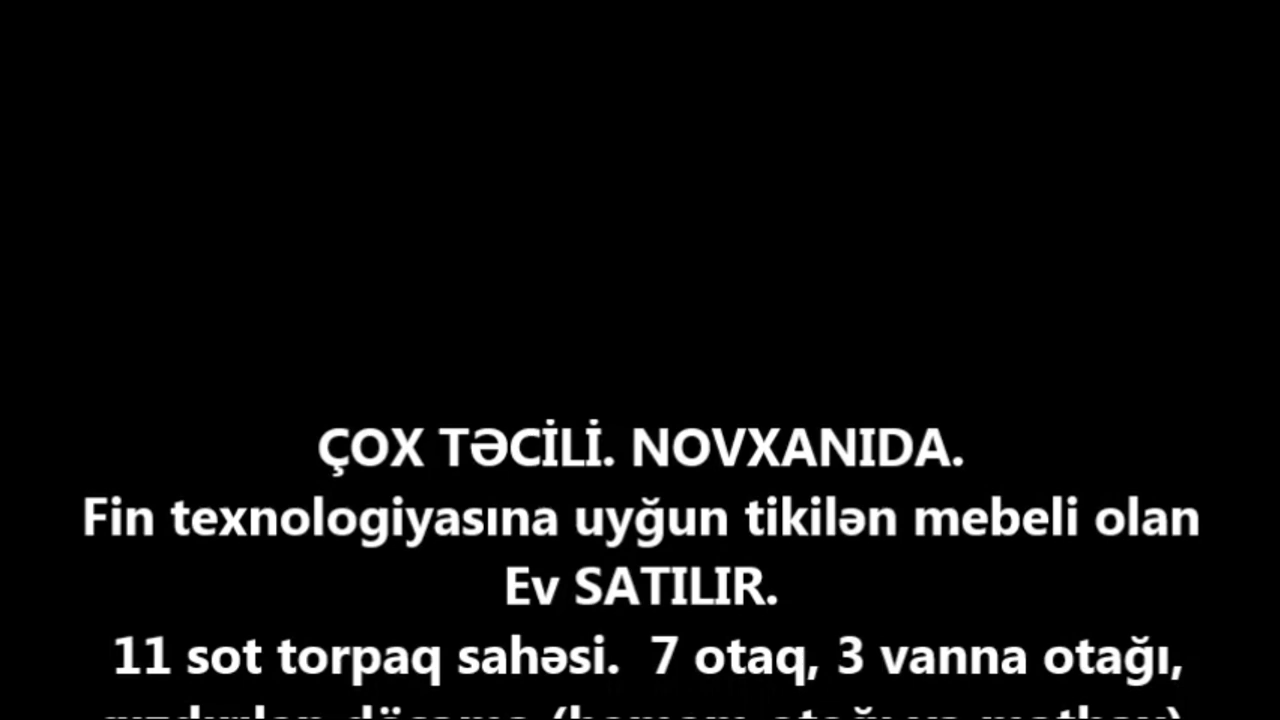 ÇOX TƏCİLİ. NOVXANIDA.
Fin texnologiyasına uyğun tikilən mebeli olan
Ev SATILIR.
11 sot torpaq sahəsi.  7 otaq, 3 vanna otağı,